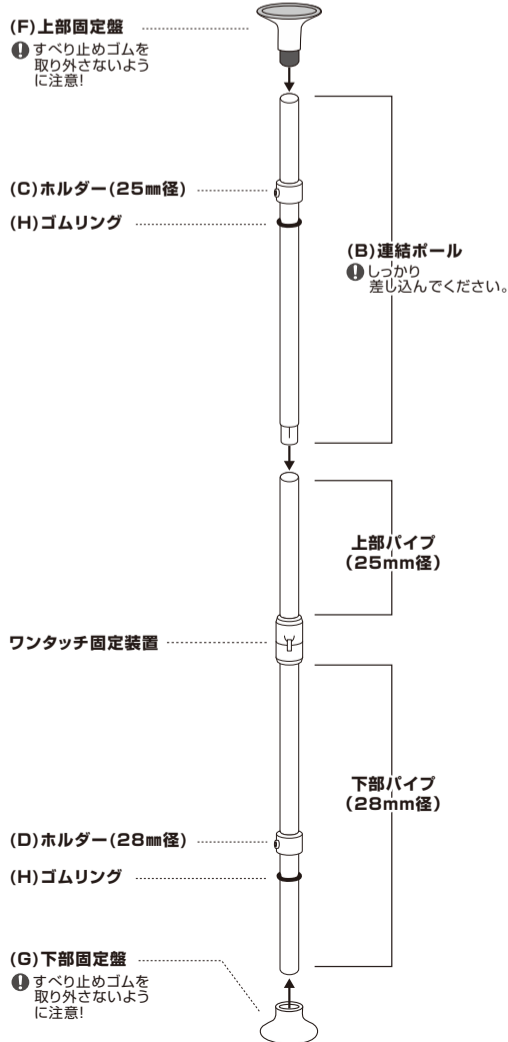 (F)上部固定盤
! すべり止めゴムを
取り外さないよう
に注意!
(C)ホルダー(25㎜径)
(H)ゴムリング
(B)連結ポール
! しっかり
差し込んでください。
上部パイプ
(25mm径)
ワンタッチ固定装置
下部パイプ
(28mm径)
(D)ホルダー(28㎜径)
(H)ゴムリング
(G)下部固定盤
! すべり止めゴムを
取り外さないよう
に注意!